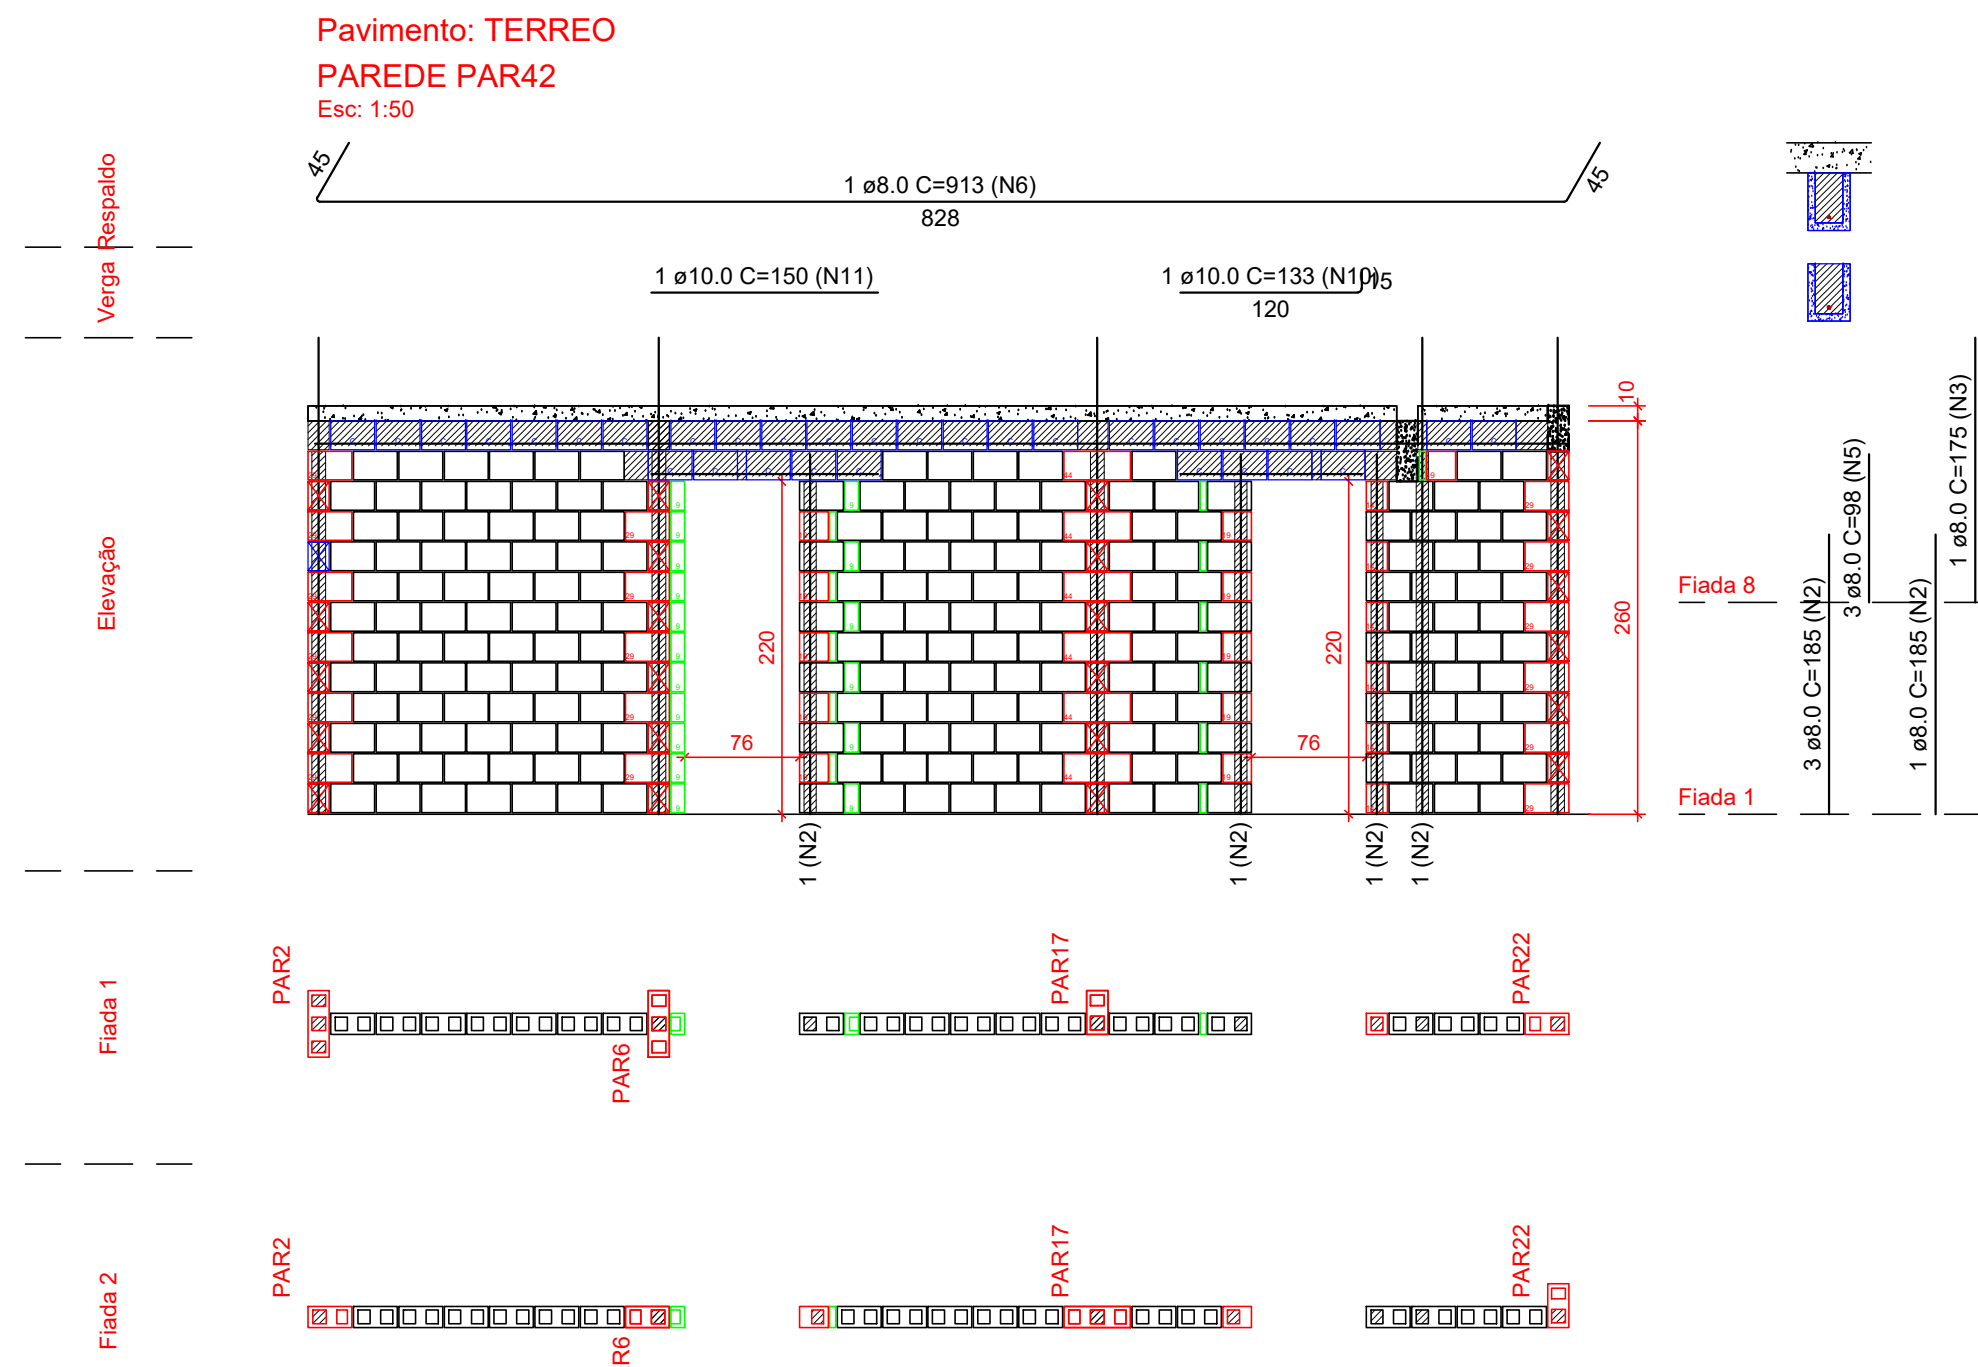 Pavimento: TERREO
PAREDE PAR42
Esc: 1:50
Respaldo
45
1 ø8.0 C=913 (N6)
828
45
Verga
1 ø10.0 C=150 (N11)
1 ø10.0 C=133 (N10)
15
120
Elevação
10
260
220
220
76
76
Fiada 8
Fiada 1
3 ø8.0 C=185 (N2)
3 ø8.0 C=98 (N5)
1 ø8.0 C=185 (N2)
1 ø8.0 C=175 (N3)
1 (N2)
1 (N2)
1 (N2)
1 (N2)
Fiada 1
PAR2
PAR6
PAR17
PAR22
Fiada 2
PAR2
R6
PAR17
PAR22